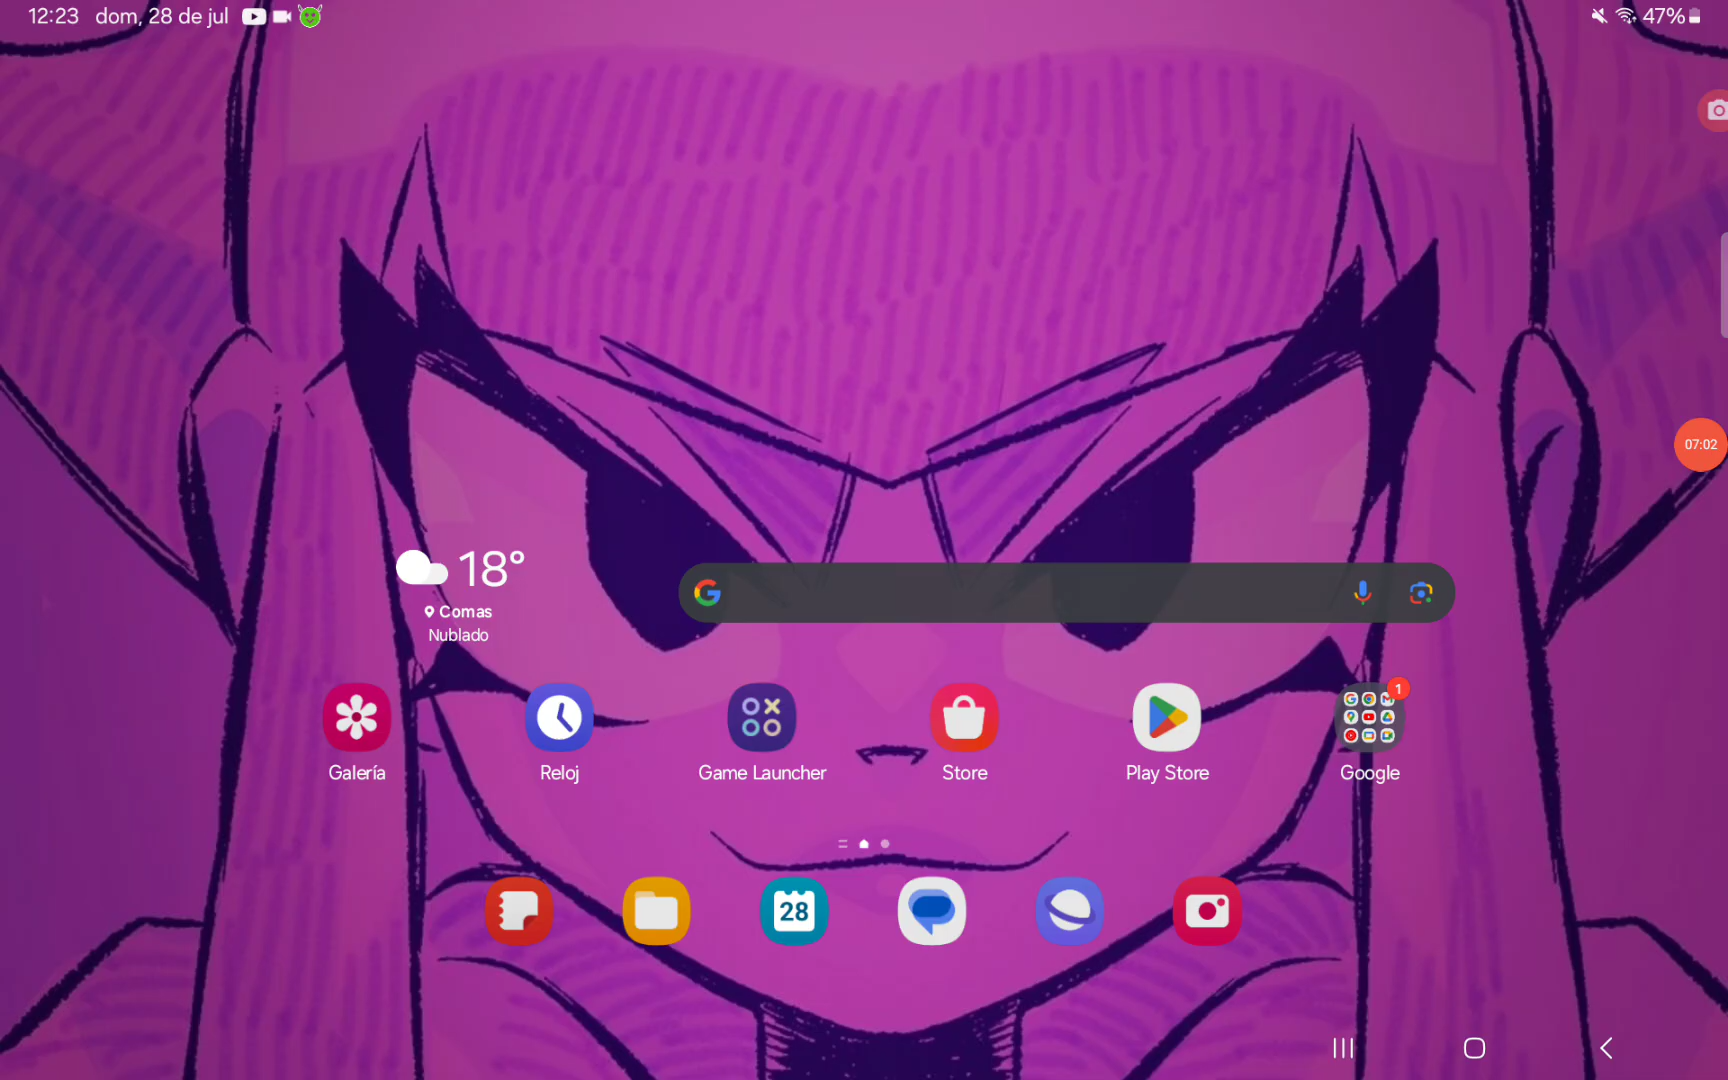 12:23 dom, 28 de jul
47%
07:02
18°
Comas
Nublado
1
Galería
Reloj
Game Launcher
Store
Play Store
Google
28